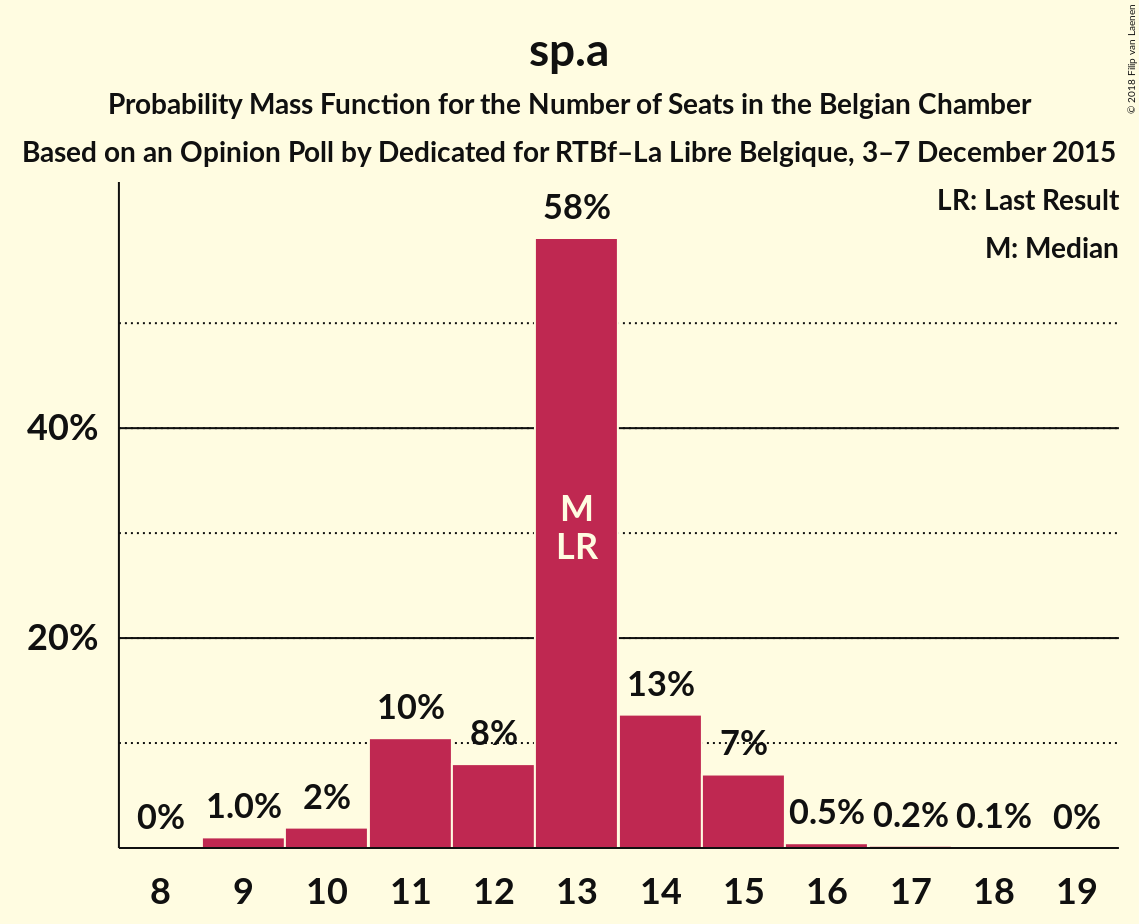 sp.a
Probability Mass Function for the Number of Seats in the Belgian Chamber
Based on an Opinion Poll by Dedicated for RTBf–La Libre Belgique, 3–7 December 2015
© 2018 Filip van Laenen
LR: Last Result
M: Median
58%
40%
M
LR
20%
13%
10%
8%
7%
2%
1.0%
0%
0.5%
0.2%
0.1%
0%
8 9 10 11 12 13 14 15 16 17 18 19